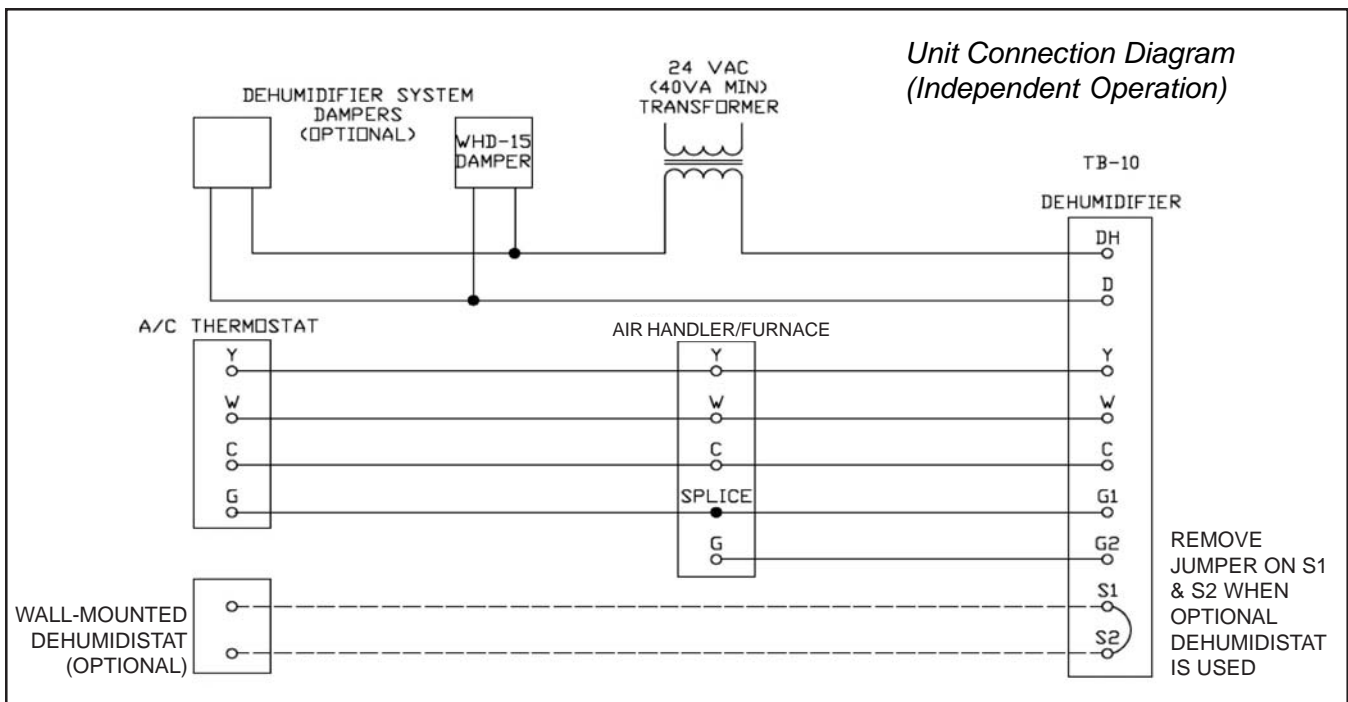 Unit Connection Diagram
(Independent Operation)
24 VAC
(40VA MIN)
TRANSFORMER
DEHUMIDIFIER SYSTEM
DAMPERS
(OPTIONAL)
WHD-15
DAMPER
TB-10
DEHUMIDIFIER
DH
D
A/C THERMOSTAT
AIR HANDLER/FURNACE
Y
Y
Y
W
W
W
C
C
C
G
SPLICE
G1
G
G2
S1
S2
REMOVE
JUMPER ON S1
& S2 WHEN
OPTIONAL
DEHUMIDISTAT
IS USED
WALL-MOUNTED
DEHUMIDISTAT
(OPTIONAL)